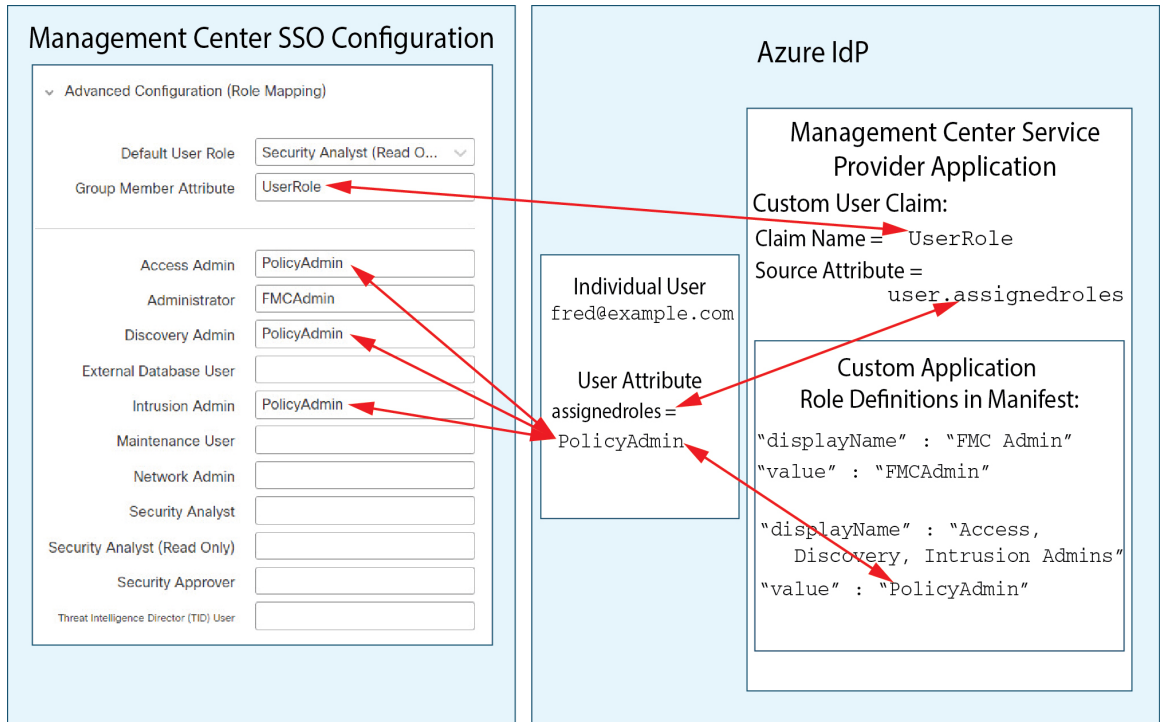 Management Center SSO Configuration
Advanced Configuration (Role Mapping)
Default User Role
Security Analyst (Read O...
Group Member Attribute
UserRole
Access Admin
PolicyAdmin
Administrator
FMCAdmin
Discovery Admin
PolicyAdmin
External Database User
Intrusion Admin
PolicyAdmin
Maintenance User
Network Admin
Security Analyst
Security Analyst (Read Only)
Security Approver
Threat Intelligence Director (TID) User
Azure IdP
Individual User
fred@example.com
User Attribute
assignedroles =
PolicyAdmin
Management Center Service
Provider Application
Custom User Claim:
Claim Name = UserRole
Source Attribute =
user.assignedroles
Custom Application
Role Definitions in Manifest:
“displayName” : “FMC Admin”
“value” : “FMCAdmin”
“displayName” : “Access,
Discovery, Intrusion Admins”
“value” : “PolicyAdmin”